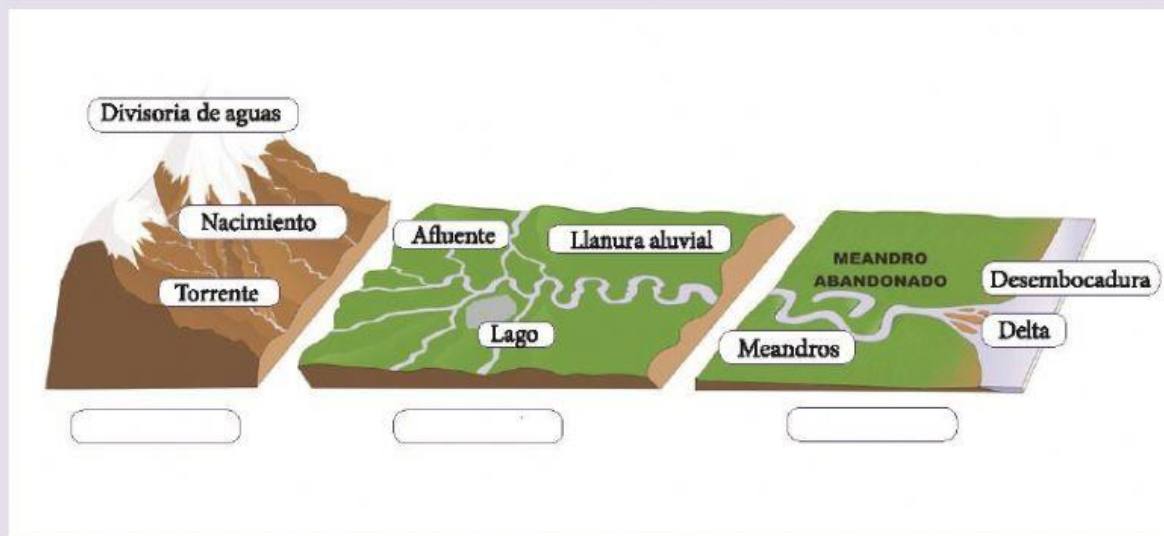 Divisoria de aguas
Nacimiento
Torrente
Afluente
Llanura aluvial
Lago
MEANDRO
ABANDONADO
Desembocadura
Delta
Meandros